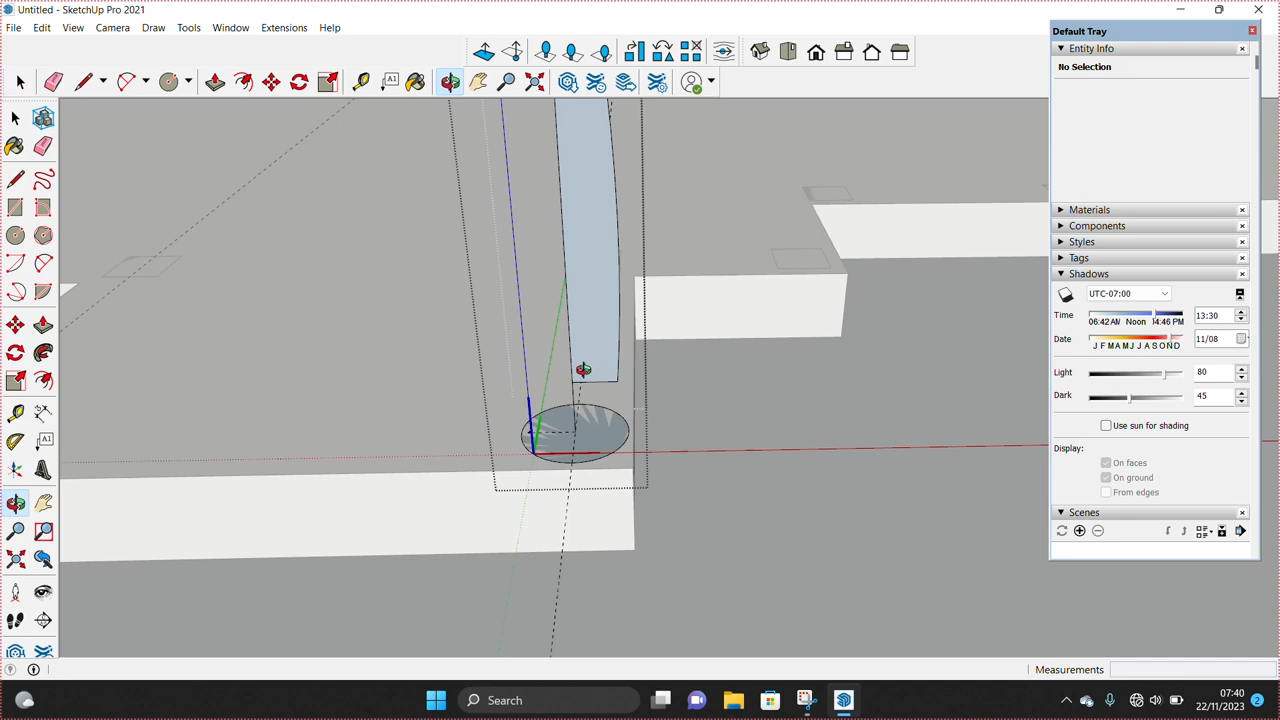 Untitled - SketchUp Pro 2021
File Edit View Camera Draw Tools Window Extensions Help
Default Tray
Entity Info
No Selection
Materials
Components
Styles
Tags
Shadows
UTC-07:00
Time 06:42 AM Noon 04:46 PM 13:30
Date J F M A M J J A S O N D 11/08
Light 80
Dark 45
Use sun for shading
Display:
On faces
On ground
From edges
Scenes
Measurements
Search
07:40
22/11/2023
2